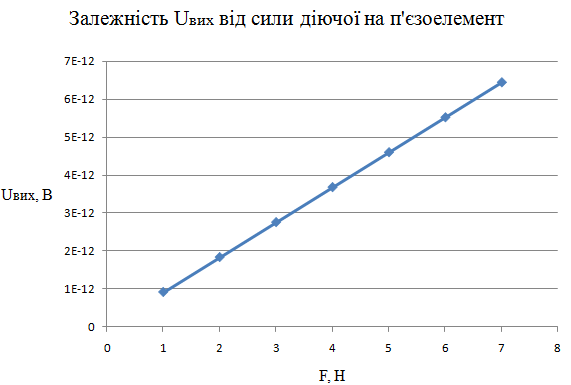 Залежність Uвих від сили діючої на п'єзоелемент
7E-12
6E-12
5E-12
4E-12
Uвих, В
3E-12
2E-12
1E-12
0
0 1 2 3 4 5 6 7 8
F, Н